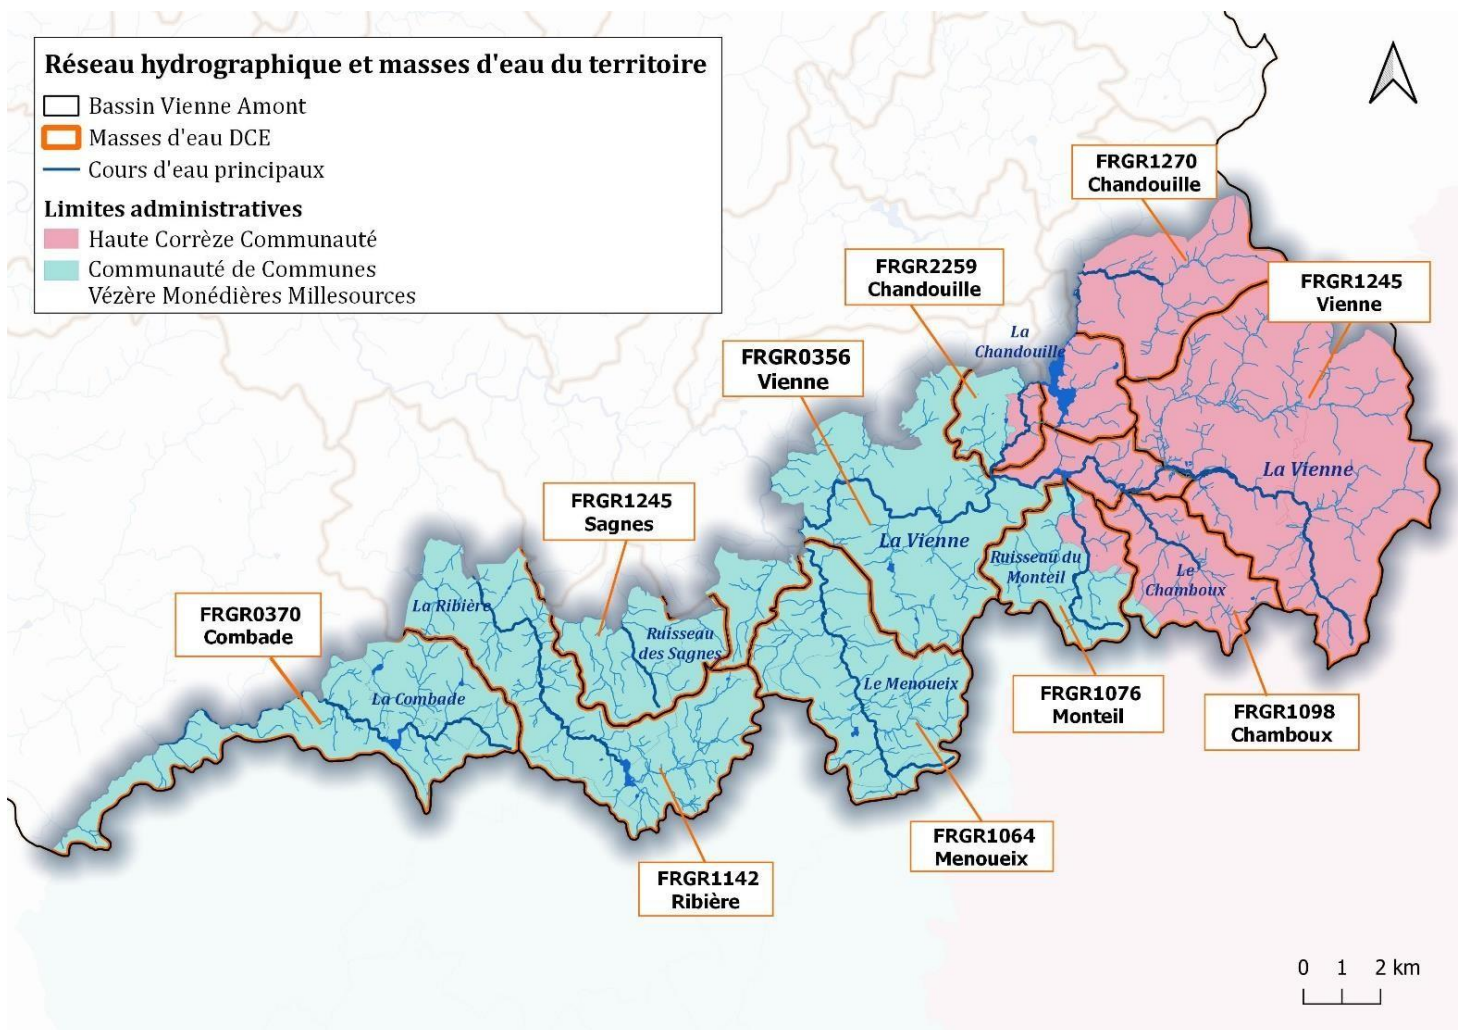 Réseau hydrographique et masses d'eau du territoire
Bassin Vienne Amont
Masses d'eau DCE
Cours d'eau principaux
Limites administratives
Haute Corrèze Communauté
Communauté de Communes
Vézère Monédières Millesources
FRGR1270
Chandouille
FRGR2259
Chandouille
FRGR1245
Vienne
La
Chandouille
FRGR0356
Vienne
La Vienne
FRGR1245
Sagnes
La Vienne
Ruisseau du
Monteil
Le
Chamboux
La Ribière
FRGR0370
Combade
Ruisseau
des Sagnes
La Combade
Le Menoueix
FRGR1076
Monteil
FRGR1098
Chamboux
FRGR1064
Menoueix
FRGR1142
Ribière
0 1 2 km